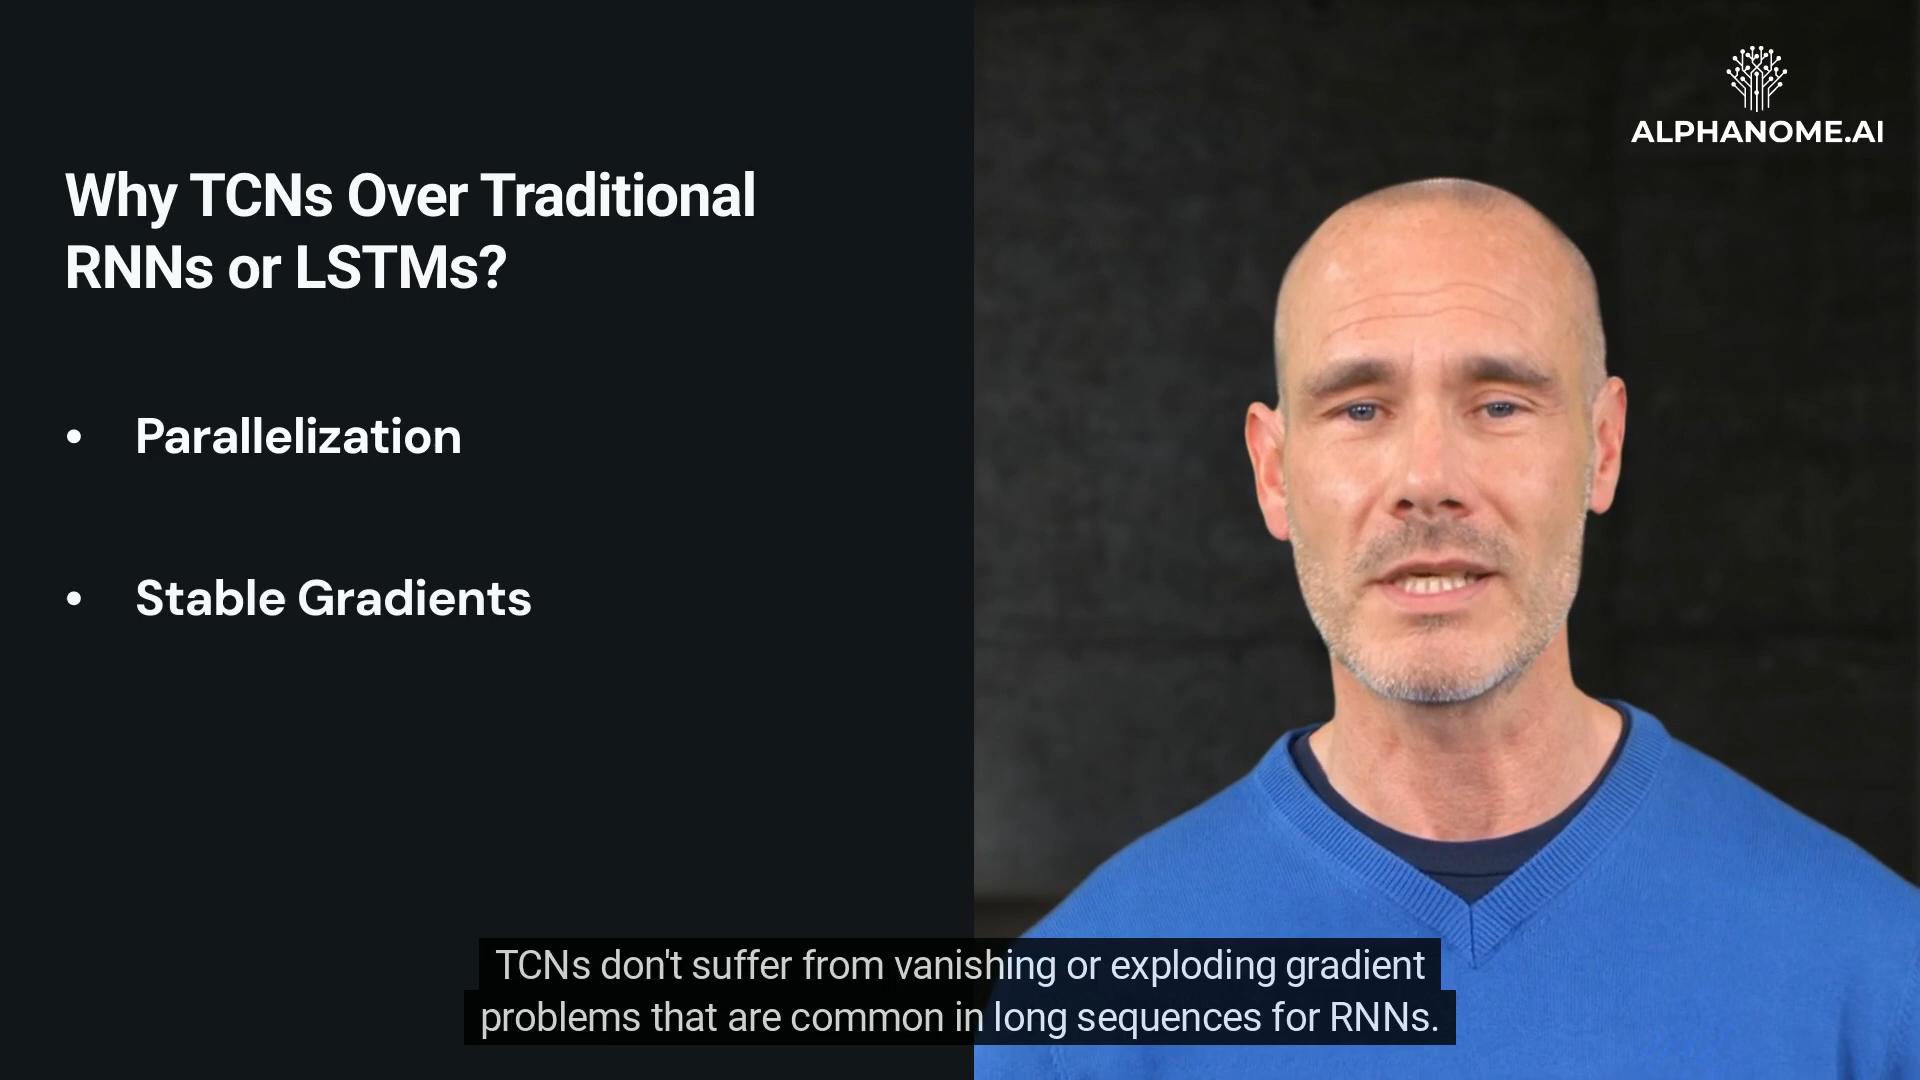 ALPHANOME.AI
Why TCNs Over Traditional
RNNs or LSTMs?
• Parallelization
• Stable Gradients
TCNs don't suffer from vanishing or exploding gradient
problems that are common in long sequences for RNNs.